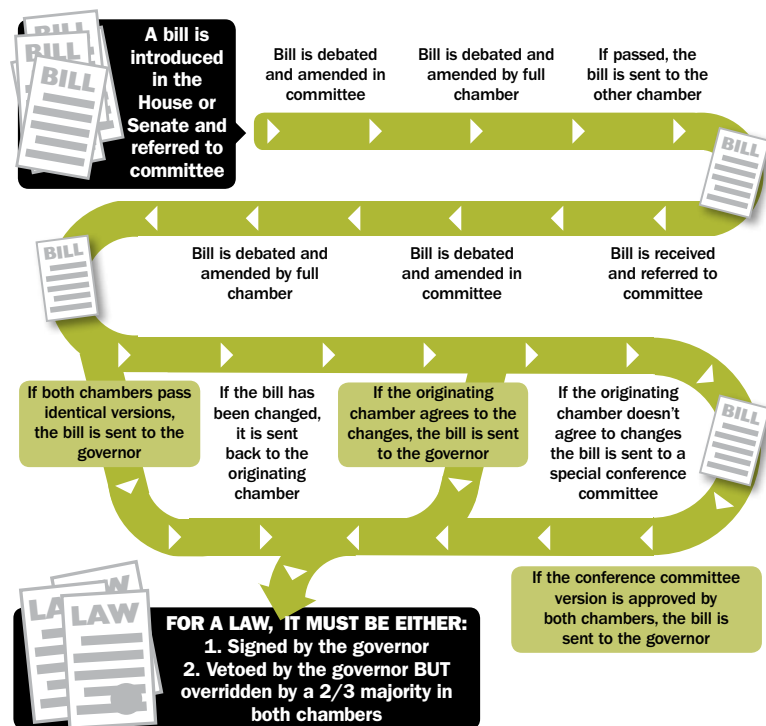 BILL
BILL
BILL
A bill is
introduced
in the
House or
Senate and
referred to
committee
Bill is debated
and amended in
committee
Bill is debated and
amended by full
chamber
If passed, the
bill is sent to the
other chamber
BILL
Bill is received
and referred to
committee
Bill is debated
and amended in
committee
Bill is debated and
amended by full
chamber
BILL
If both chambers pass
identical versions,
the bill is sent to the
governor
If the bill has
been changed,
it is sent
back to the
originating
chamber
If the originating
chamber agrees to the
changes, the bill is sent
to the governor
If the originating
chamber doesn't
agree to changes
the bill is sent to a
special conference
committee
BILL
If the conference committee
version is approved by
both chambers, the bill is
sent to the governor
LAW
FOR A LAW, IT MUST BE EITHER:
1. Signed by the governor
2. Vetoed by the governor BUT
overridden by a 2/3 majority in
both chambers